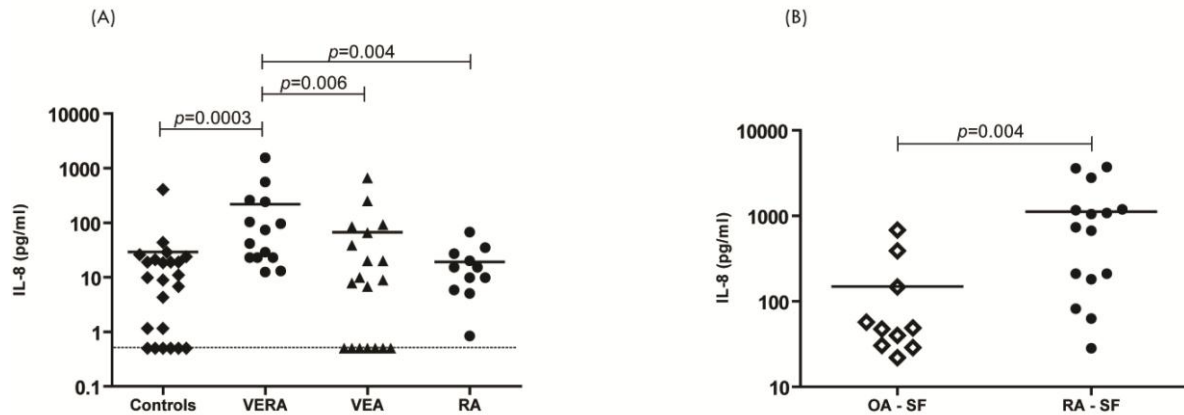 (A)
p=0.004
p=0.006
p=0.0003
IL-8 (pg/ml)
10000
1000
100
10
1
0.1
Controls VERA VEA RA
(B)
p=0.004
IL-8 (pg/ml)
10000
1000
100
10
OA - SF RA - SF